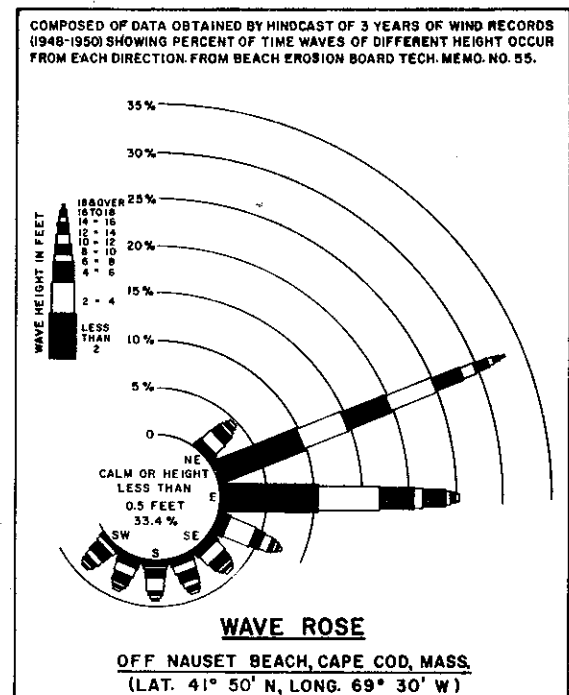 COMPOSED OF DATA OBTAINED BY HINDCAST OF 3 YEARS OF WIND RECORDS
(1948-1950) SHOWING PERCENT OF TIME WAVES OF DIFFERENT HEIGHT OCCUR
FROM EACH DIRECTION. FROM BEACH EROSION BOARD TECH. MEMO. NO. 55.
35%
30%
25%
20%
15%
10%
5%
0
WAVE HEIGHT IN FEET
18 & OVER
16 TO 18
14 - 16
12 - 14
10 - 12
8 - 10
6 - 8
4 - 6
2 - 4
LESS
THAN
2
NE
CALM OR HEIGHT
LESS THAN
E
0.5 FEET
33.4%
SW
SE
S
WAVE ROSE
OFF NAUSET BEACH, CAPE COD, MASS.
(LAT. 41° 50' N, LONG. 69° 30' W)